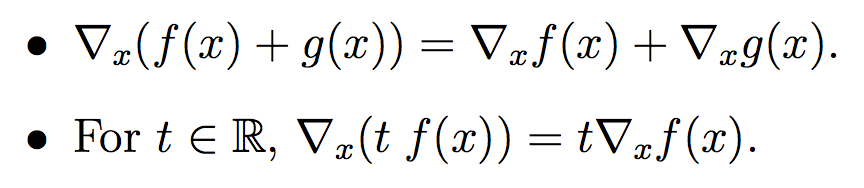 • ∇ₓ(f(x) + g(x)) = ∇ₓf(x) + ∇ₓg(x).
• For t ∈ ℝ, ∇ₓ(t f(x)) = t∇ₓf(x).